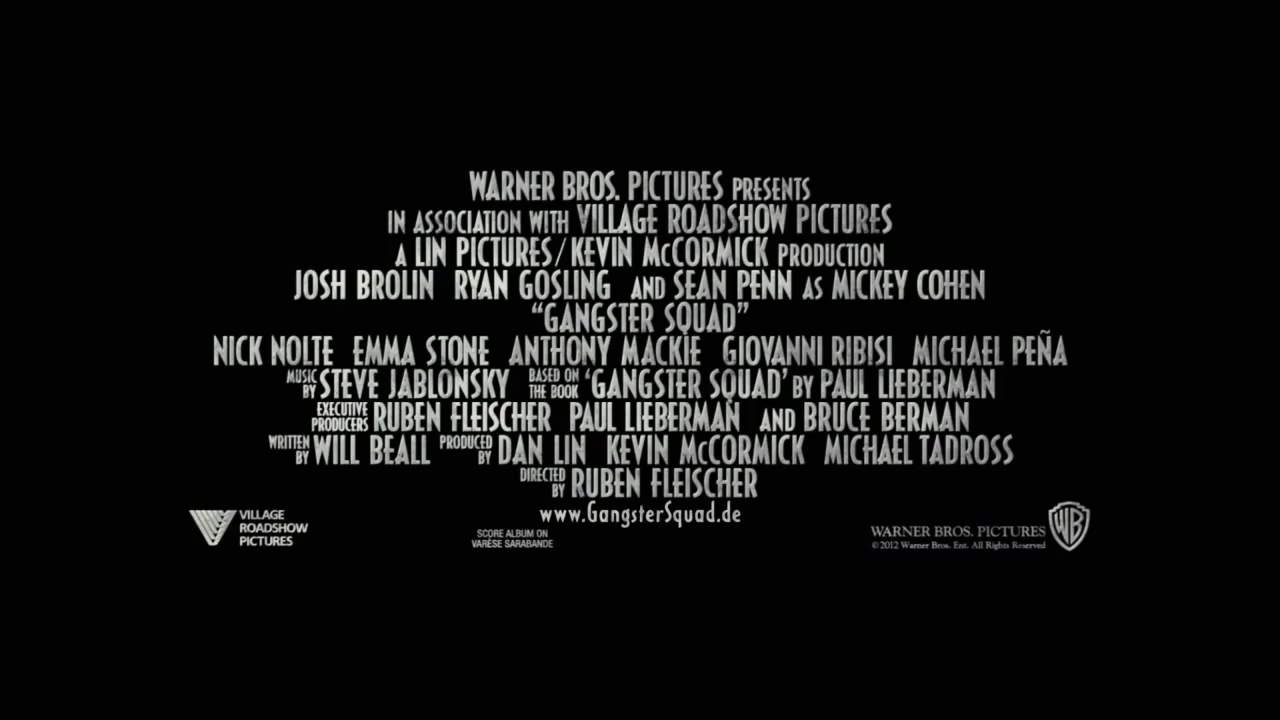 WARNER BROS. PICTURES PRESENTS
IN ASSOCIATION WITH VILLAGE ROADSHOW PICTURES
A LIN PICTURES/KEVIN McCORMICK PRODUCTION
JOSH BROLIN RYAN GOSLING AND SEAN PENN AS MICKEY COHEN
"GANGSTER SQUAD"
NICK NOLTE EMMA STONE ANTHONY MACKIE GIOVANNI RIBISI MICHAEL PEÑA
MUSIC BY STEVE JABLONSKY BASED ON THE BOOK 'GANGSTER SQUAD' BY PAUL LIEBERMAN
EXECUTIVE PRODUCERS RUBEN FLEISCHER PAUL LIEBERMAN AND BRUCE BERMAN
WRITTEN BY WILL BEALL PRODUCED BY DAN LIN KEVIN McCORMICK MICHAEL TADROSS
DIRECTED BY RUBEN FLEISCHER
www.GangsterSquad.de
VILLAGE
ROADSHOW
PICTURES
SCORE ALBUM ON
VARÈSE SARABANDE
WARNER BROS. PICTURES
©2012 Warner Bros. Ent. All Rights Reserved
WB